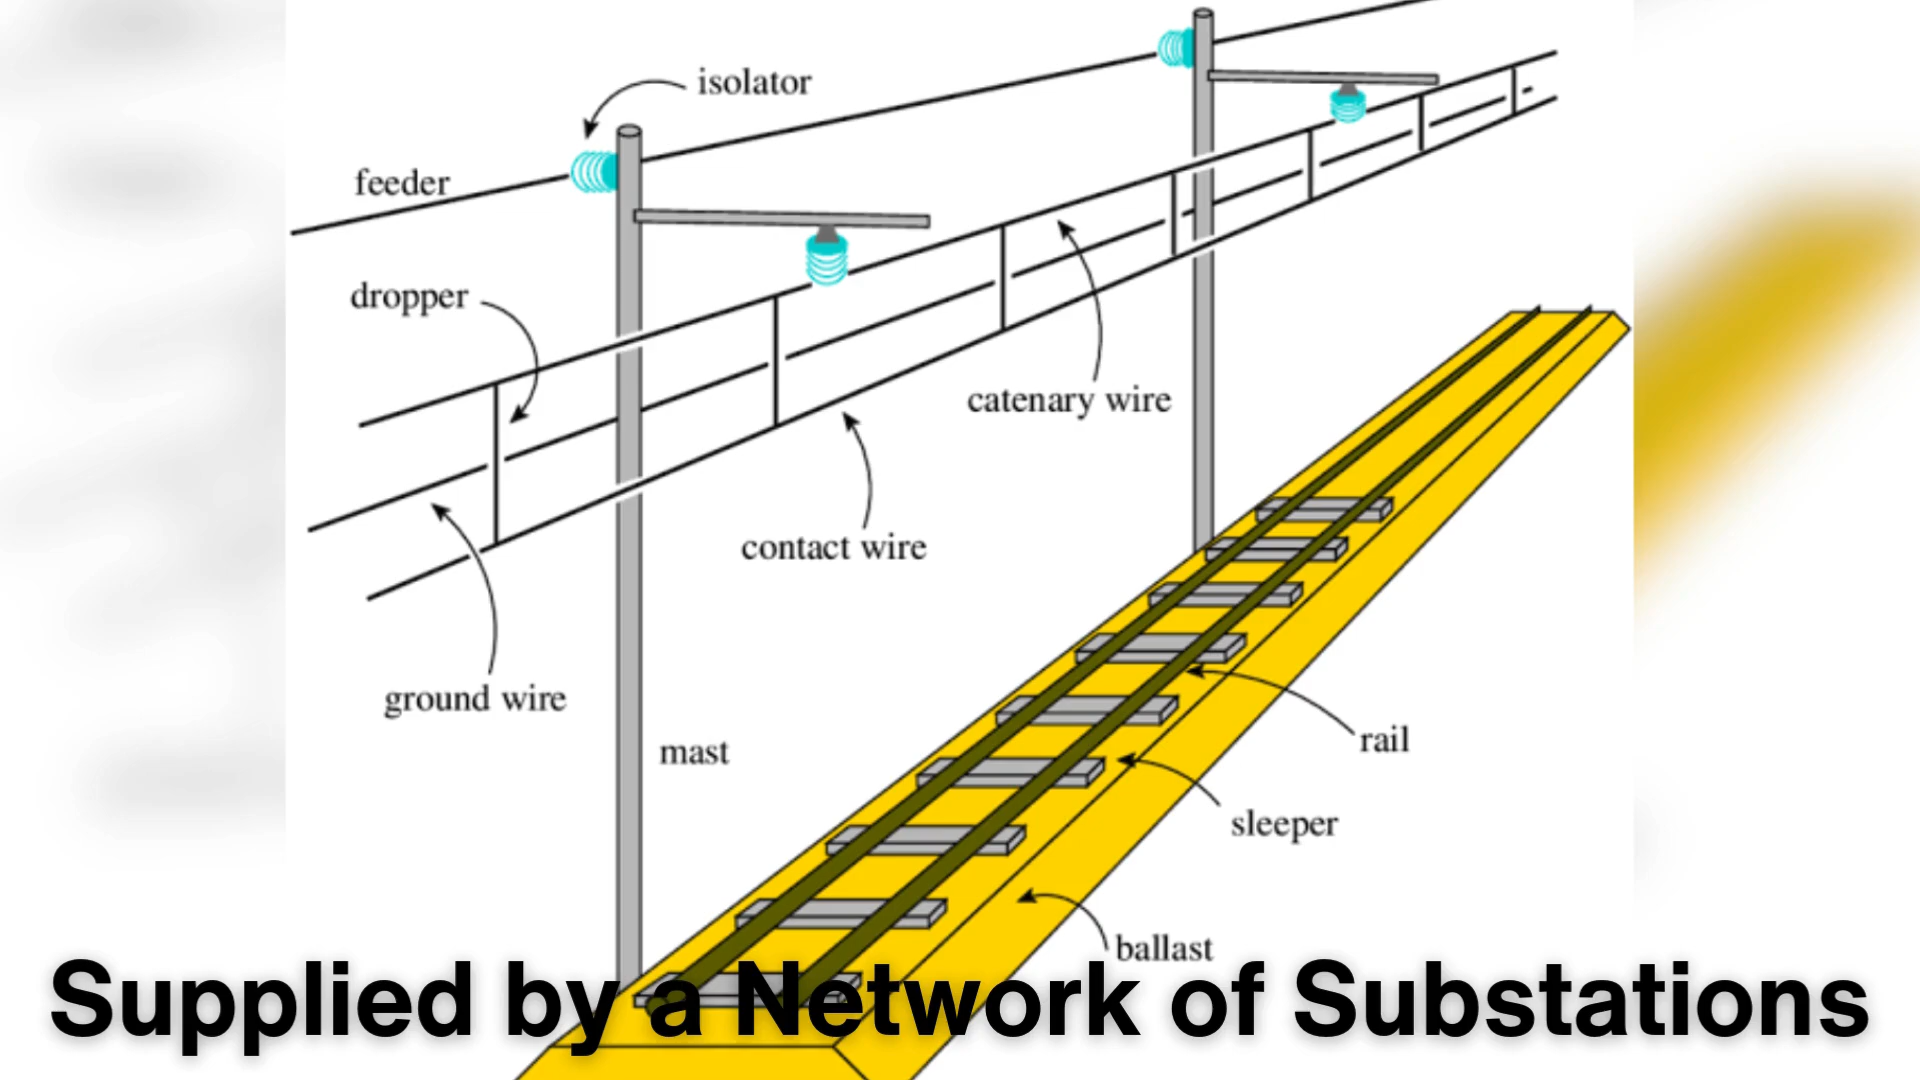 isolator
feeder
dropper
catenary wire
contact wire
ground wire
mast
rail
sleeper
ballast
Supplied by a Network of Substations